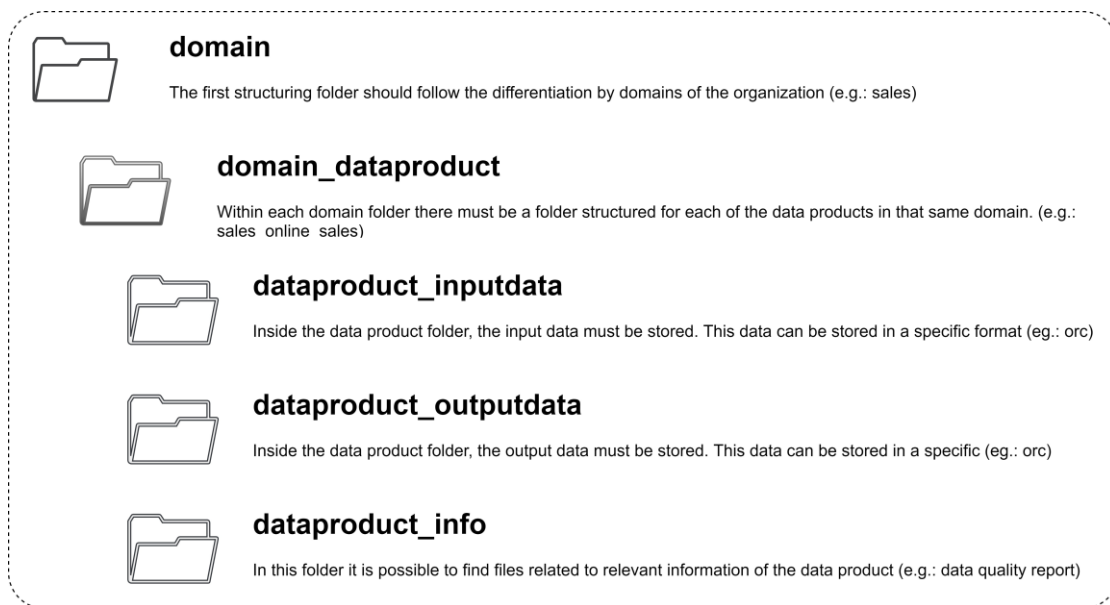 domain
The first structuring folder should follow the differentiation by domains of the organization (e.g.: sales)
domain_dataproduct
Within each domain folder there must be a folder structured for each of the data products in that same domain. (e.g.:
sales_online_sales)
dataproduct_inputdata
Inside the data product folder, the input data must be stored. This data can be stored in a specific format (eg.: orc)
dataproduct_outputdata
Inside the data product folder, the output data must be stored. This data can be stored in a specific (eg.: orc)
dataproduct_info
In this folder it is possible to find files related to relevant information of the data product (e.g.: data quality report)